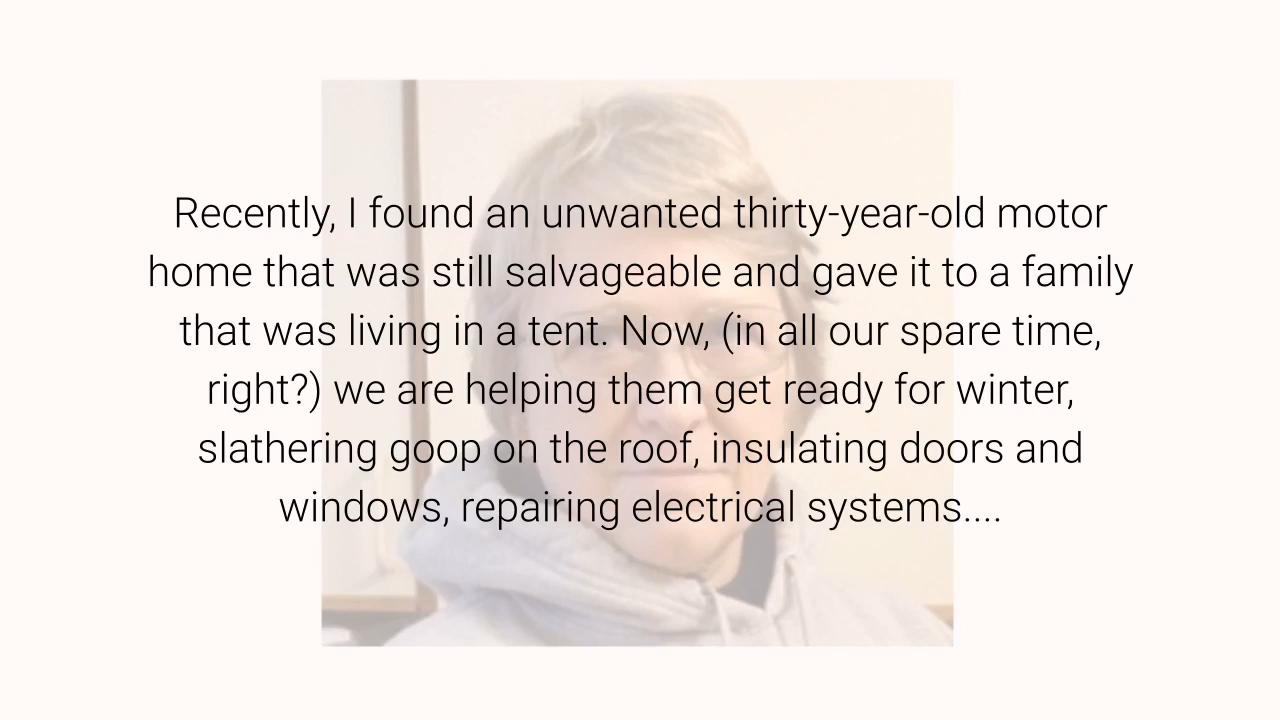 Recently, I found an unwanted thirty-year-old motor
home that was still salvageable and gave it to a family
that was living in a tent. Now, (in all our spare time,
right?) we are helping them get ready for winter,
slathering goop on the roof, insulating doors and
windows, repairing electrical systems....